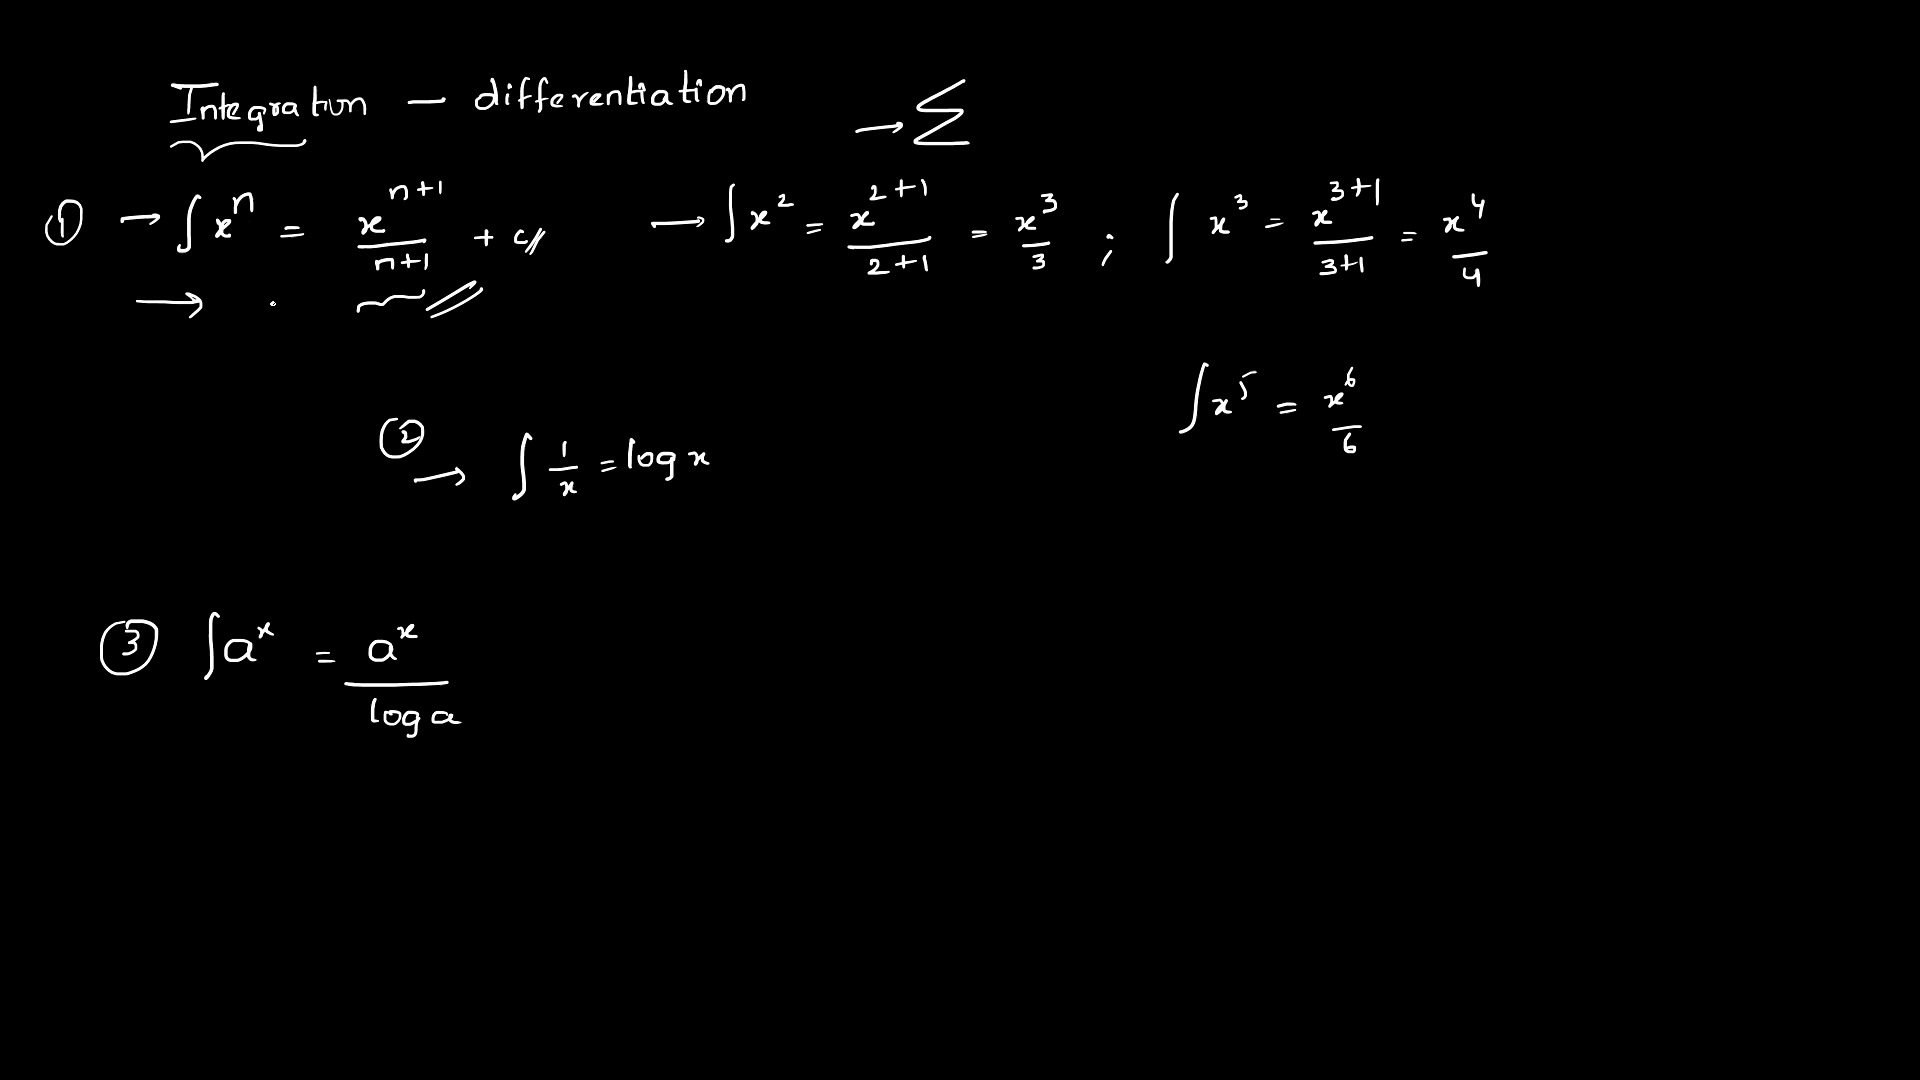 Integration — differentiation → Σ
① → ∫ xⁿ = xⁿ⁺¹/n+1 + c// → ∫ x² = x²⁺¹/2+1 = x³/3 ; ∫ x³ = x³⁺¹/3+1 = x⁴/4
→ .
∫ x⁵ = x⁶/6
② → ∫ 1/x = log x
③ ∫ aˣ = aˣ/log a